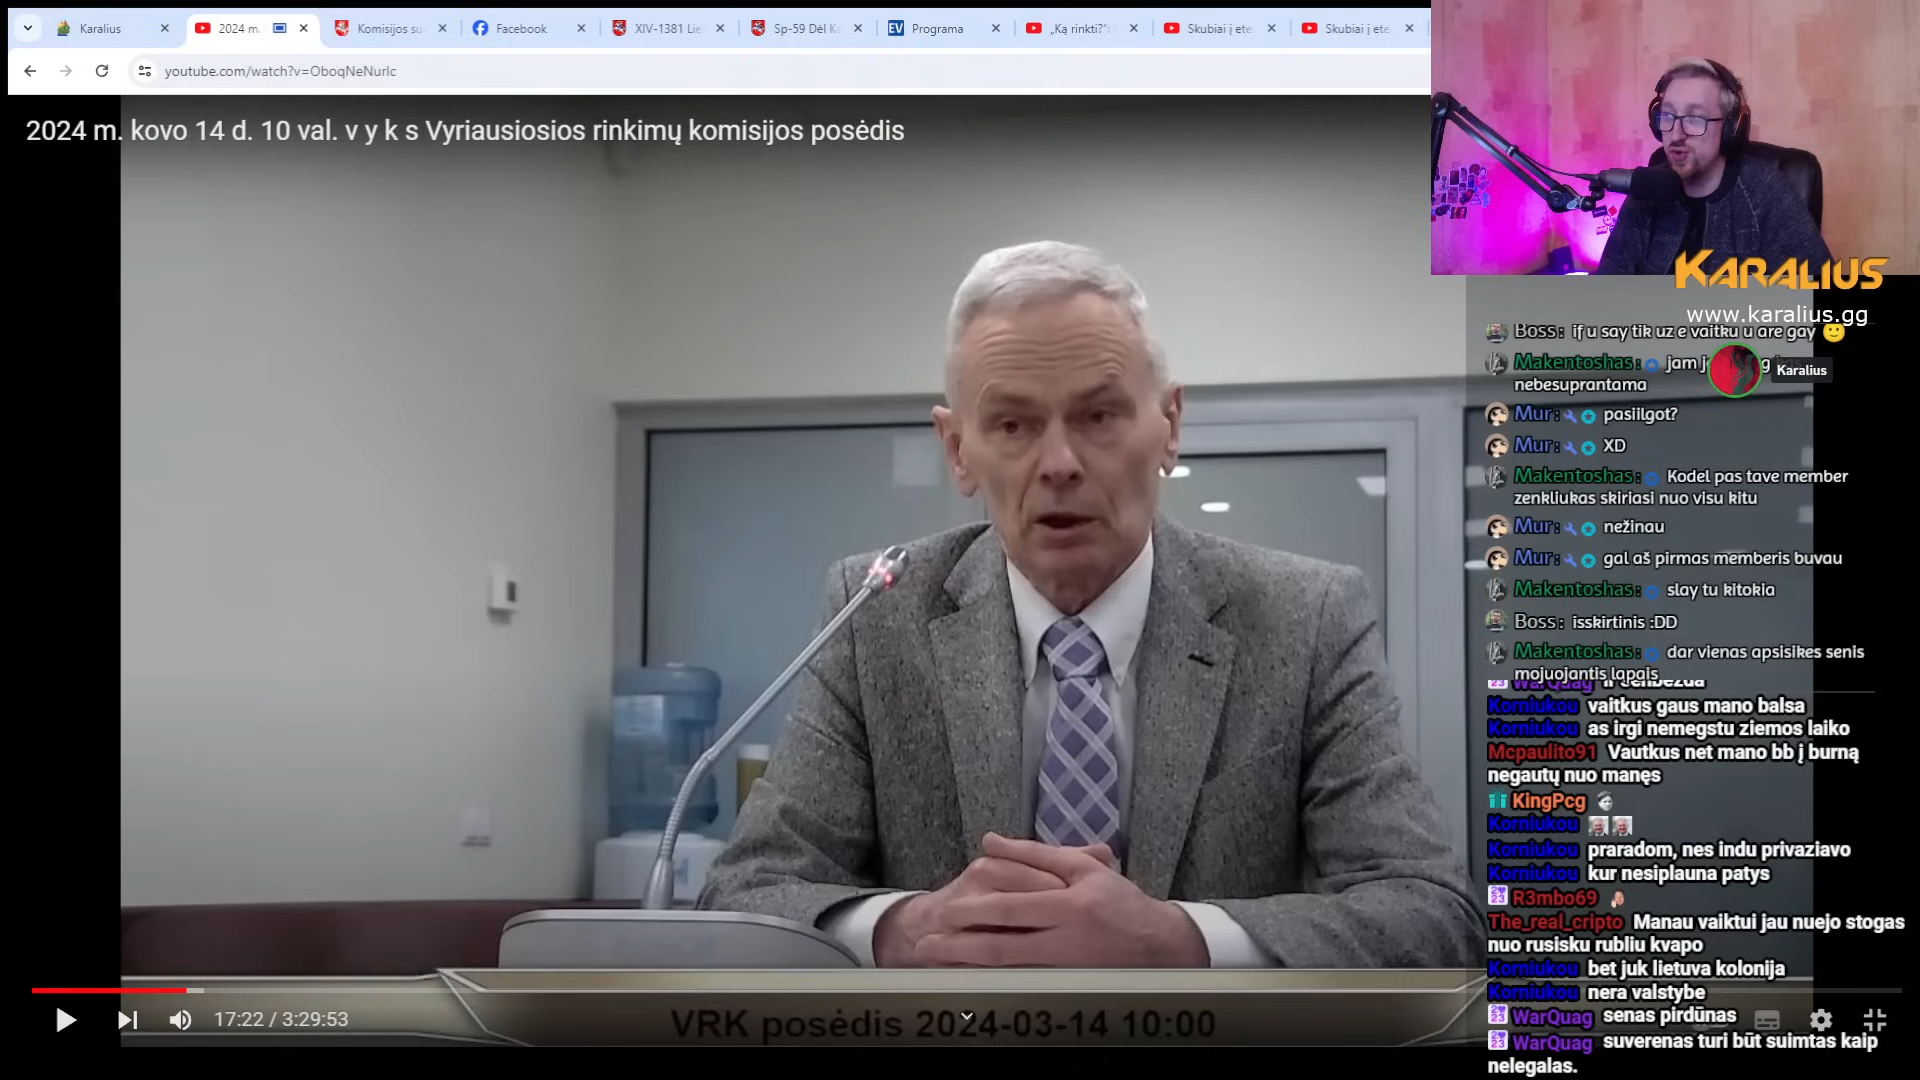 Karalius
2024 m.
Komisijos su
Facebook
XIV-1381 Lie
Sp-59 Dėl K
EV Programa
„Ką rinkti?":
Skubiai į ete
Skubiai į ete
youtube.com/watch?v=OboqNeNurlc
2024 m. kovo 14 d. 10 val. v y k s Vyriausiosios rinkimų komisijos posėdis
KARALIUS
www.karalius.gg
Boss: if u say tik uz e vaitku u are gay
Makentoshas: jam
nebesuprantama
Karalius
Mur: pasiilgot?
Mur: XD
Makentoshas: Kodel pas tave member
zenkliukas skiriasi nuo visu kitu
Mur: nežinau
Mur: gal aš pirmas memberis buvau
Makentoshas: slay tu kitokia
Boss: isskirtinis :DD
Makentoshas: dar vienas apsisikes senis
mojuojantis lapais
WarQuag
Korniukou vaitkus gaus mano balsa
Korniukou as irgi nemegstu ziemos laiko
Mcpaulito91 Vautkus net mano bb į burną
negautų nuo manęs
KingPcg
Korniukou
Korniukou praradom, nes indu privaziavo
Korniukou kur nesiplauna patys
R3mbo69
The_real_cripto Manau vaiktui jau nuejo stogas
nuo rusisku rubliu kvapo
Korniukou bet juk lietuva kolonija
Korniukou nera valstybe
WarQuag senas pirdūnas
WarQuag suverenas turi būt suimtas kaip
nelegalas.
17:22 / 3:29:53
VRK posėdis 2024-03-14 10:00